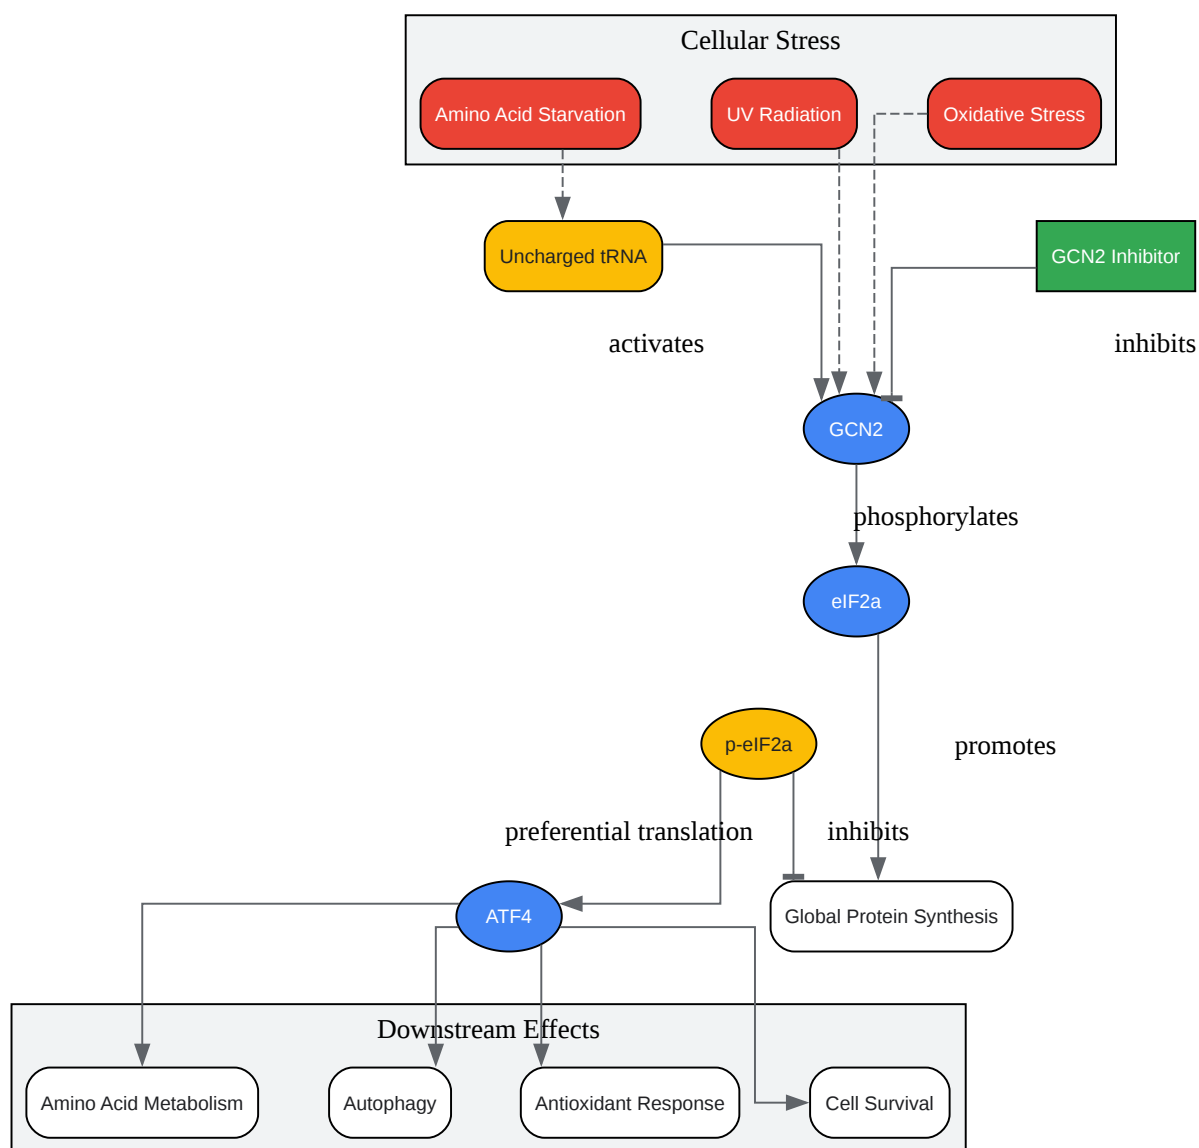 Cellular Stress
Amino Acid Starvation
UV Radiation
Oxidative Stress
Uncharged tRNA
GCN2 Inhibitor
activates
inhibits
GCN2
phosphorylates
eIF2a
p-eIF2a
promotes
preferential translation
inhibits
ATF4
Global Protein Synthesis
Downstream Effects
Amino Acid Metabolism
Autophagy
Antioxidant Response
Cell Survival